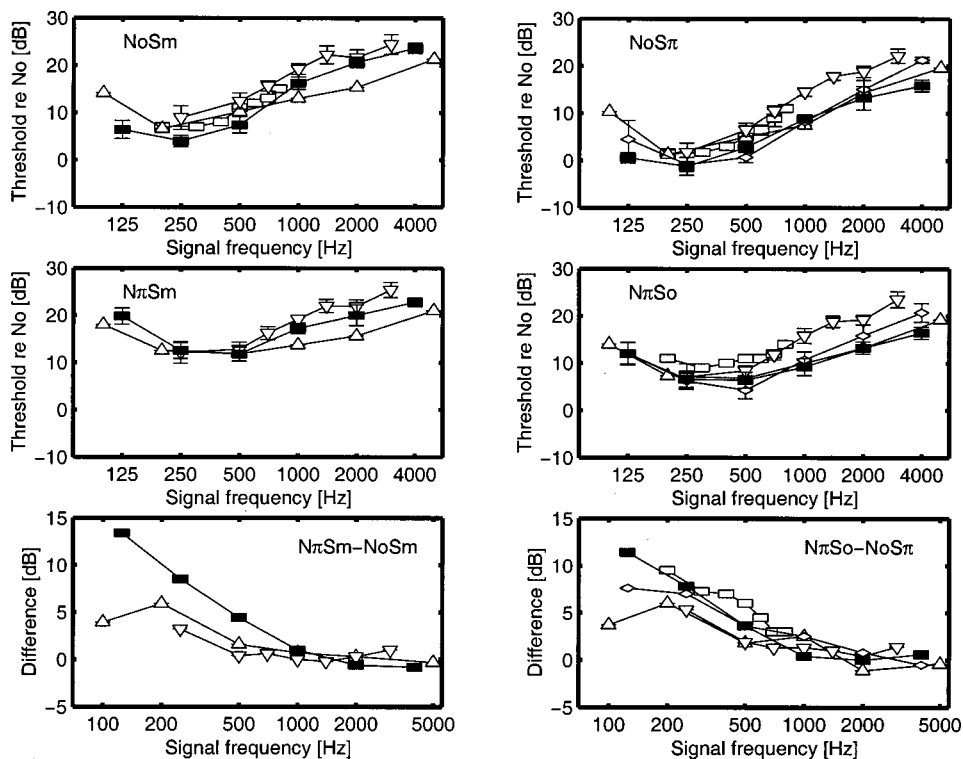 NoSm
Threshold re No [dB]
30
20
10
0
−10
125 250 500 1000 2000 4000
Signal frequency [Hz]
NoSπ
Threshold re No [dB]
30
20
10
0
−10
125 250 500 1000 2000 4000
Signal frequency [Hz]
NπSm
Threshold re No [dB]
30
20
10
0
−10
125 250 500 1000 2000 4000
Signal frequency [Hz]
NπSo
Threshold re No [dB]
30
20
10
0
−10
125 250 500 1000 2000 4000
Signal frequency [Hz]
NπSm−NoSm
Difference [dB]
15
10
5
0
−5
100 200 500 1000 2000 5000
Signal frequency [Hz]
NπSo−NoSπ
Difference [dB]
15
10
5
0
−5
100 200 500 1000 2000 5000
Signal frequency [Hz]